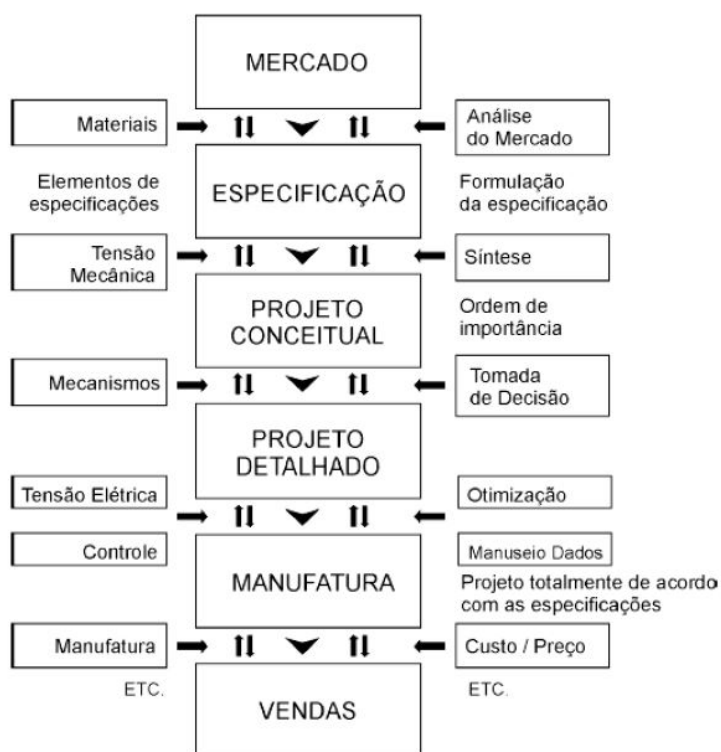 MERCADO
Materiais
Análise
do Mercado
Elementos de
especificações
ESPECIFICAÇÃO
Formulação
da especificação
Tensão
Mecânica
Síntese
PROJETO
CONCEITUAL
Ordem de
importância
Mecanismos
Tomada
de Decisão
PROJETO
DETALHADO
Tensão Elétrica
Otimização
Controle
Manuseio Dados
MANUFATURA
Projeto totalmente de acordo
com as especificações
Manufatura
Custo / Preço
ETC.
ETC.
VENDAS